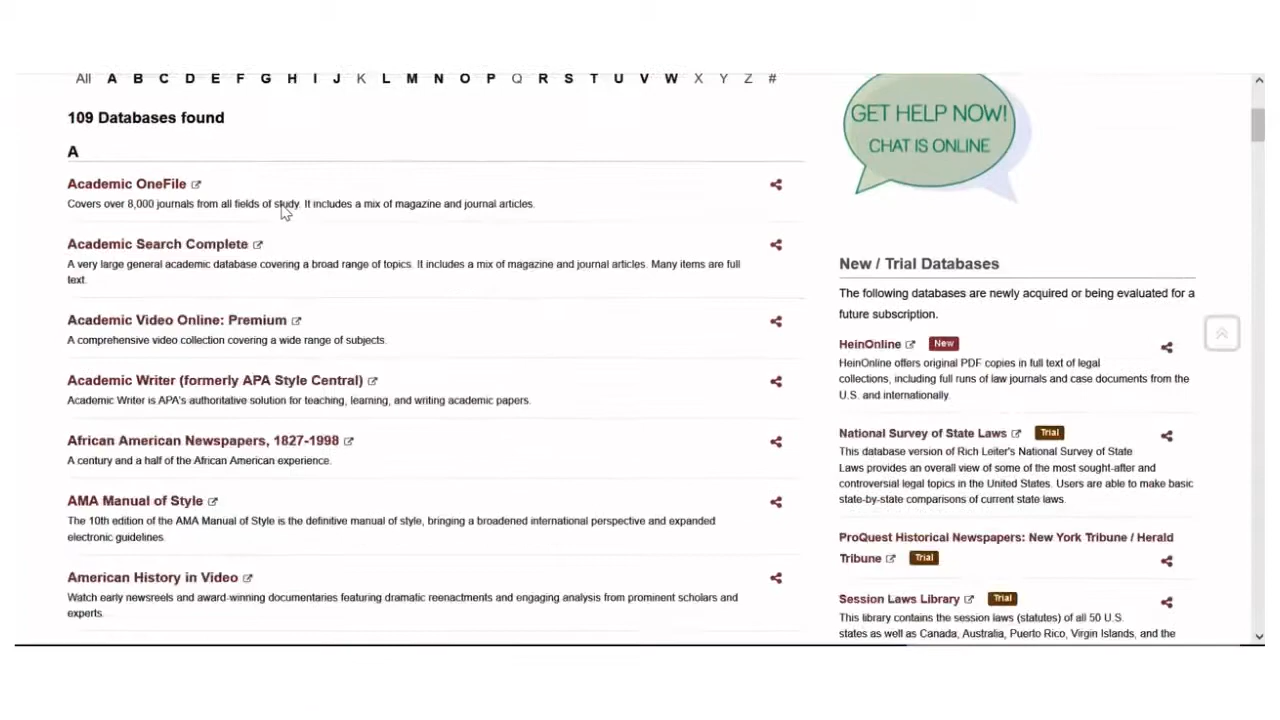 All A B C D E F G H I J K L M N O P Q R S T U V W X Y Z #
109 Databases found
A
Academic OneFile
Covers over 8,000 journals from all fields of study. It includes a mix of magazine and journal articles.
Academic Search Complete
A very large general academic database covering a broad range of topics. It includes a mix of magazine and journal articles. Many items are full
text.
Academic Video Online: Premium
A comprehensive video collection covering a wide range of subjects.
Academic Writer (formerly APA Style Central)
Academic Writer is APA's authoritative solution for teaching, learning, and writing academic papers.
African American Newspapers, 1827-1998
A century and a half of the African American experience.
AMA Manual of Style
The 10th edition of the AMA Manual of Style is the definitive manual of style, bringing a broadened international perspective and expanded
electronic guidelines.
American History in Video
Watch early newsreels and award-winning documentaries featuring dramatic reenactments and engaging analysis from prominent scholars and
experts.
GET HELP NOW!
CHAT IS ONLINE
New / Trial Databases
The following databases are newly acquired or being evaluated for a
future subscription.
HeinOnline New
HeinOnline offers original PDF copies in full text of legal
collections, including full runs of law journals and case documents from the
U.S. and internationally.
National Survey of State Laws Trial
This database version of Rich Leiter's National Survey of State
Laws provides an overall view of some of the most sought-after and
controversial legal topics in the United States. Users are able to make basic
state-by-state comparisons of current state laws.
ProQuest Historical Newspapers: New York Tribune / Herald
Tribune Trial
Session Laws Library Trial
This library contains the session laws (statutes) of all 50 U.S.
states as well as Canada, Australia, Puerto Rico, Virgin Islands, and the